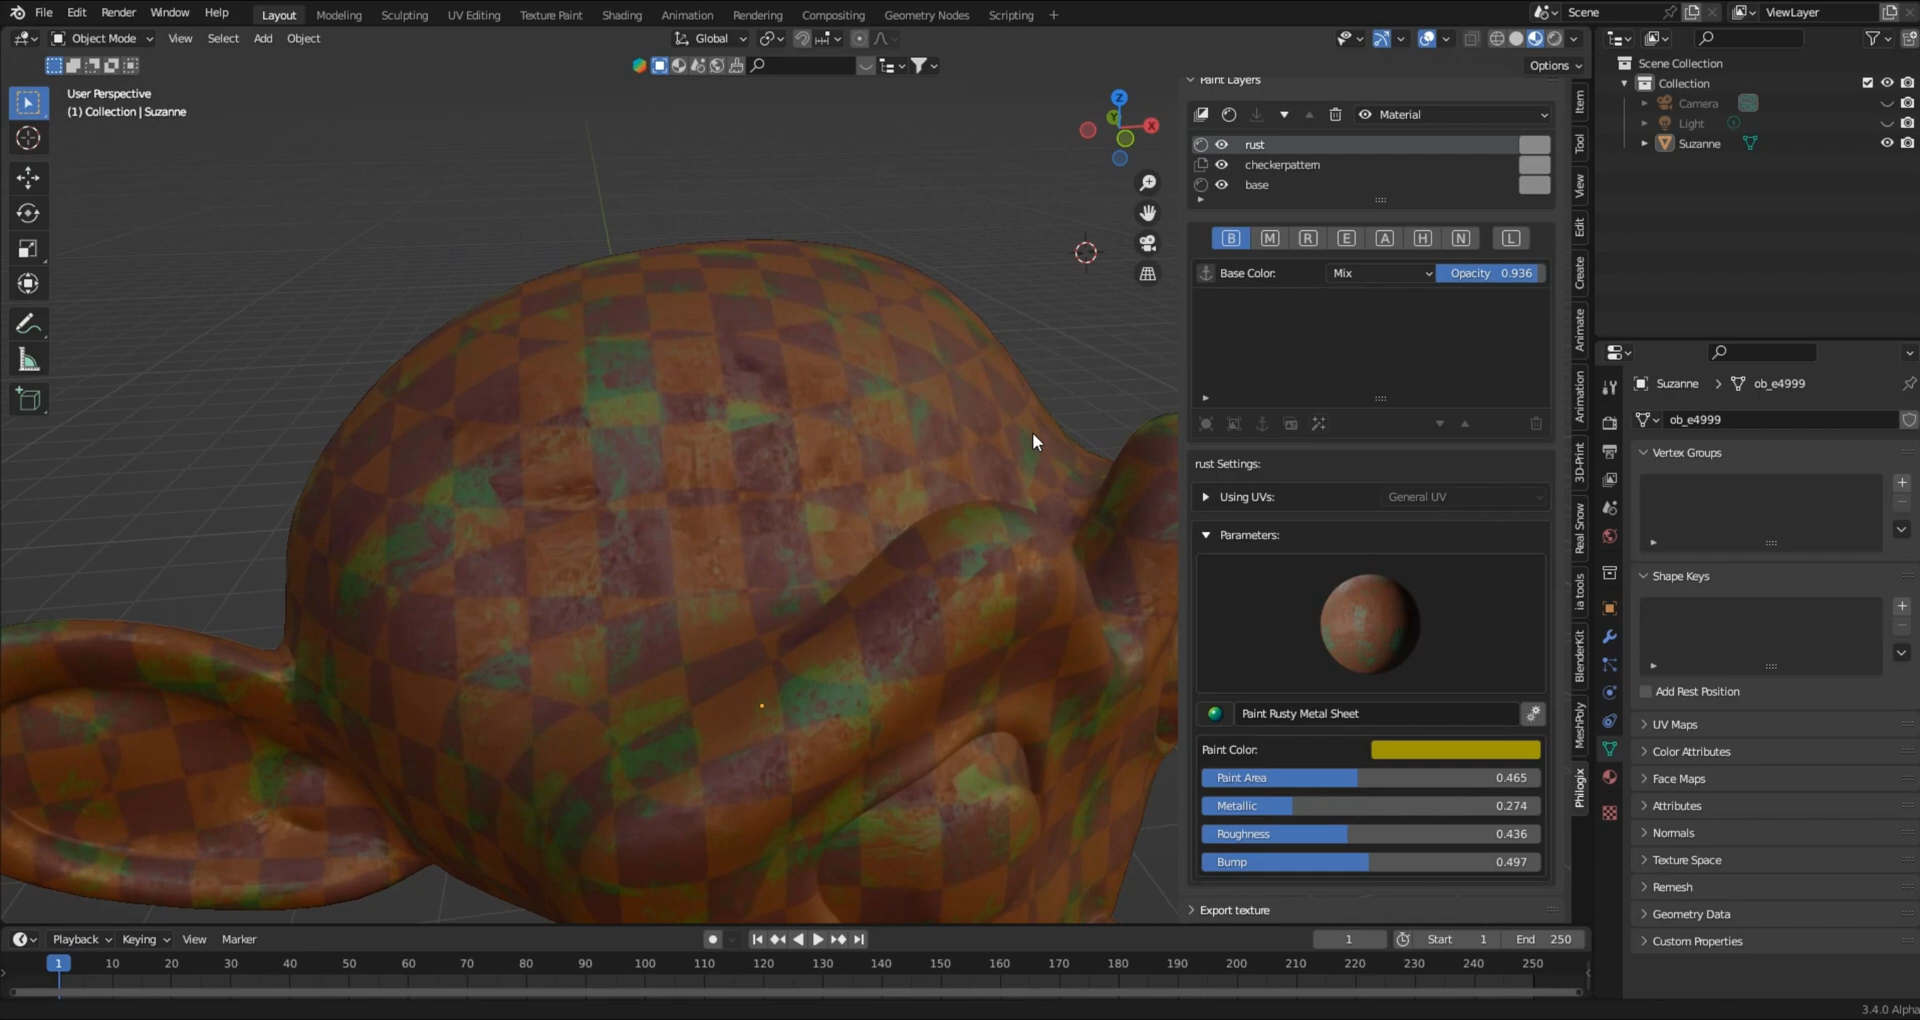 File Edit Render Window Help Layout Modeling Sculpting UV Editing Texture Paint Shading Animation Rendering Compositing Geometry Nodes Scripting + Scene ViewLayer
Object Mode View Select Add Object Global
Options
User Perspective
(1) Collection | Suzanne
Z
Y
X
Paint Layers
Material
rust
checkerpattern
base
B M R E A H N L
Base Color: Mix Opacity 0.936
rust Settings:
Using UVs: General UV
Parameters:
Paint Rusty Metal Sheet
Paint Color:
Paint Area 0.465
Metallic 0.274
Roughness 0.436
Bump 0.497
Export texture
Item
Tool
View
Edit
Create
Animate
Animation
3D-Print
Real Snow
ia tools
BlenderKit
MeshPoly
Philogix
Scene Collection
Collection
Camera
Light
Suzanne
Suzanne > ob_e4999
ob_e4999
Vertex Groups
Shape Keys
Add Rest Position
UV Maps
Color Attributes
Face Maps
Attributes
Normals
Texture Space
Remesh
Geometry Data
Custom Properties
Playback Keying View Marker 1 Start 1 End 250
1 10 20 30 40 50 60 70 80 90 100 110 120 130 140 150 160 170 180 190 200 210 220 230 240 250
3.4.0 Alpha